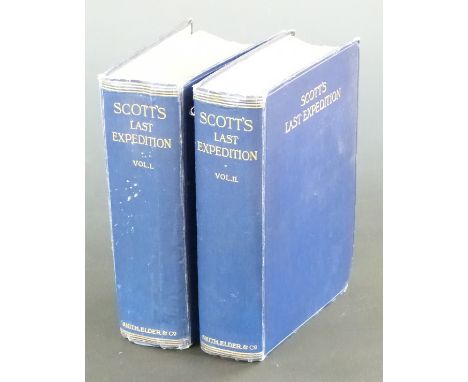 SCOTT'S
LAST
EXPEDITION
VOL. I.
SMITH, ELDER & CO
SCOTT'S
LAST
EXPEDITION
VOL. II.
SMITH, ELDER & CO
SCOTT'S
LAST EXPEDITION